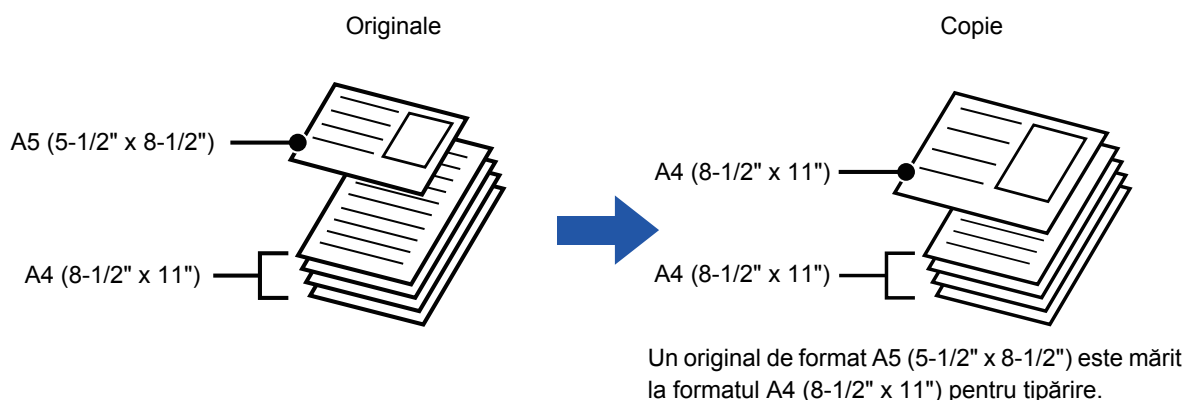 Originale
Copie
A5 (5-1/2" x 8-1/2")
A4 (8-1/2" x 11")
A4 (8-1/2" x 11")
A4 (8-1/2" x 11")
Un original de format A5 (5-1/2" x 8-1/2") este mărit
la formatul A4 (8-1/2" x 11") pentru tipărire.